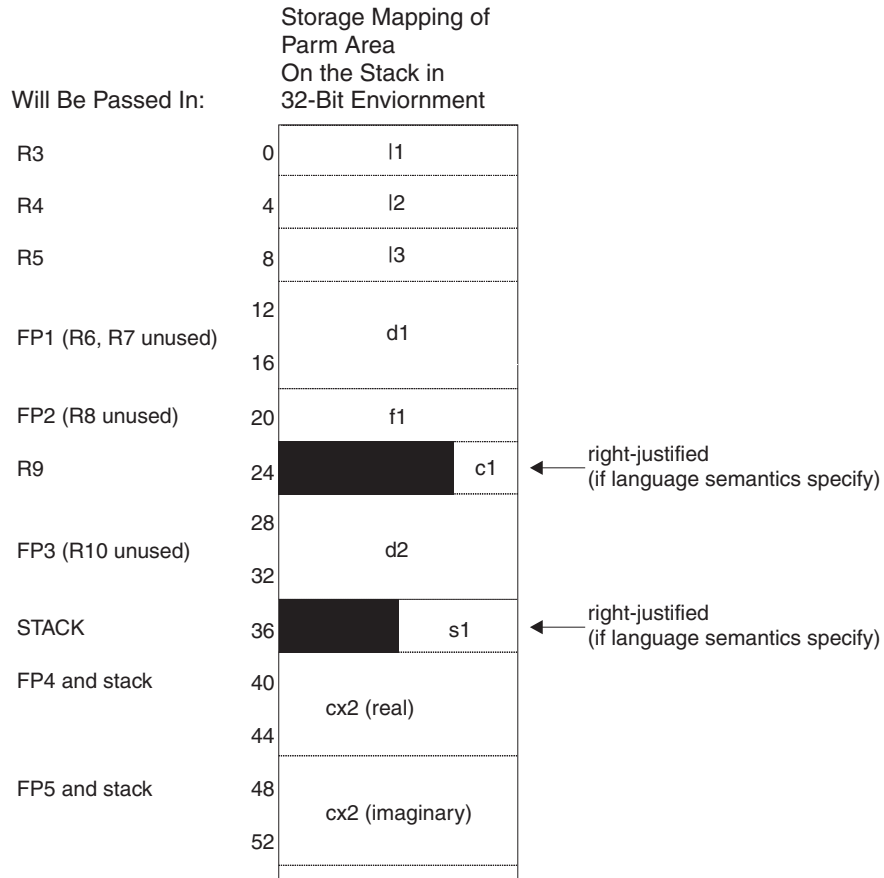 Storage Mapping of
Parm Area
On the Stack in
Will Be Passed In: 32-Bit Enviornment
R3 0 l1
R4 4 l2
R5 8 l3
12
FP1 (R6, R7 unused) d1
16
FP2 (R8 unused) 20 f1
R9 24 c1 right-justified
(if language semantics specify)
28
FP3 (R10 unused) d2
32
STACK 36 s1 right-justified
(if language semantics specify)
FP4 and stack 40
cx2 (real)
44
FP5 and stack 48
cx2 (imaginary)
52